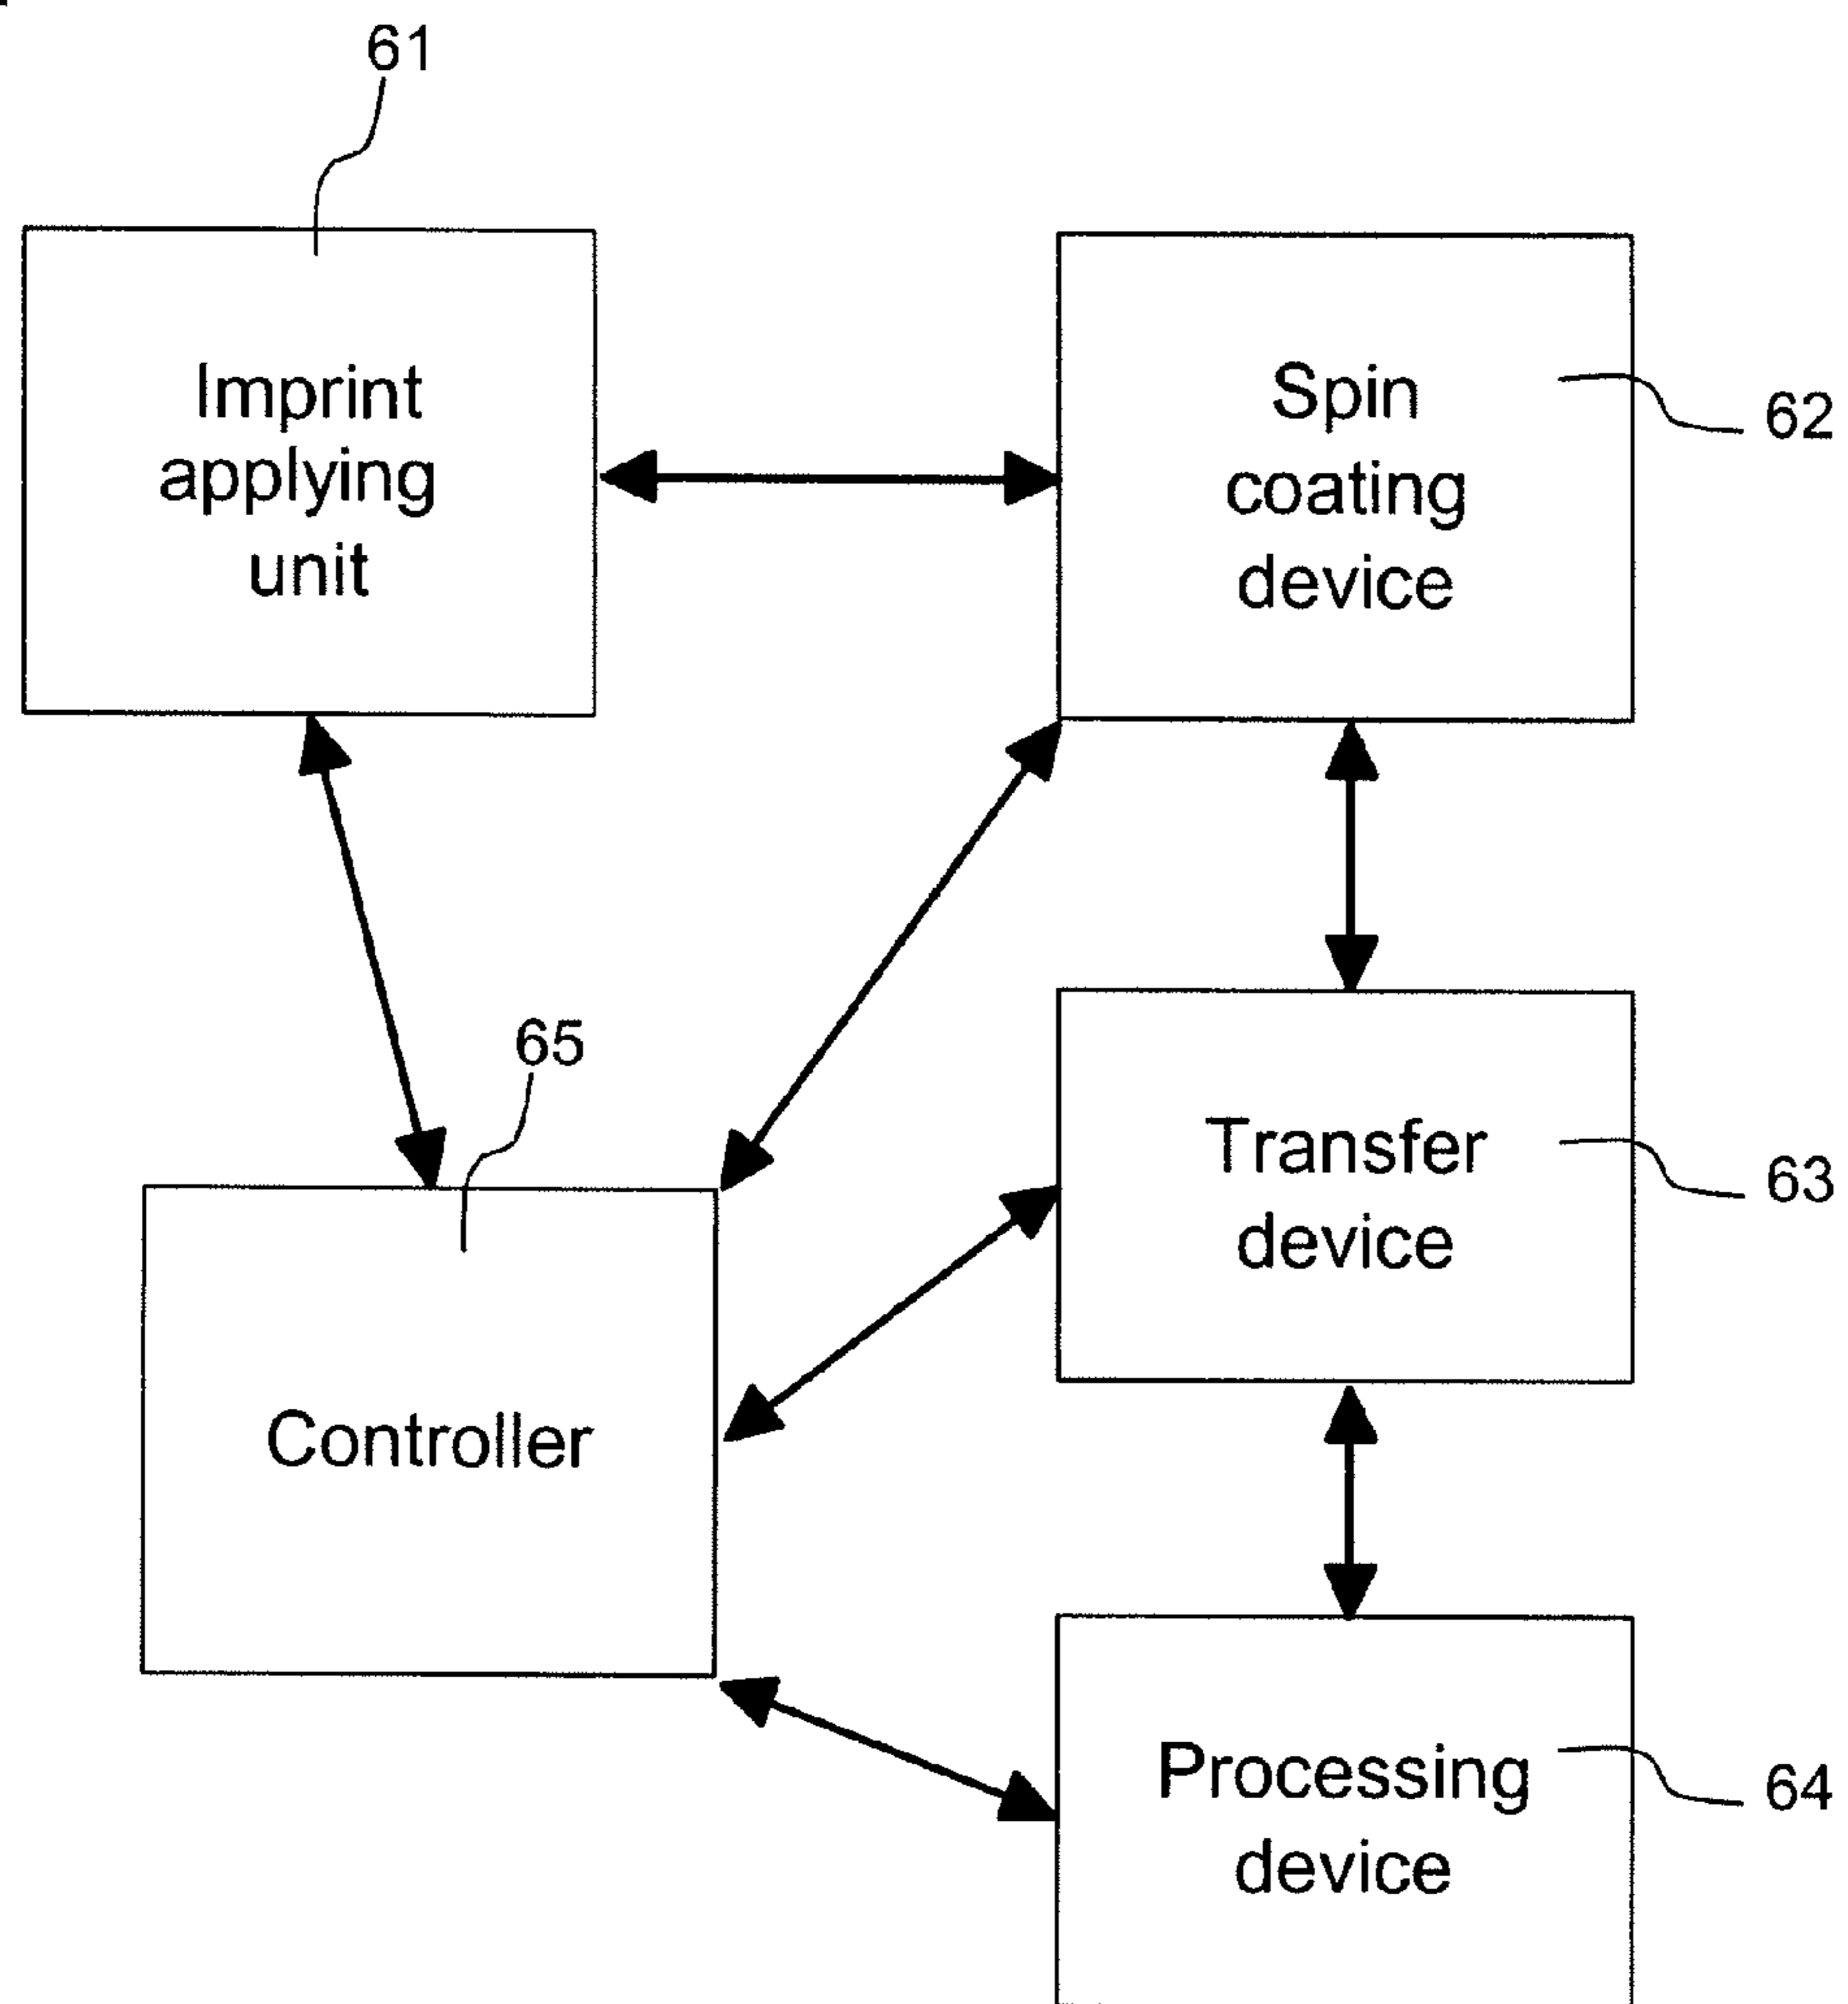 61
Imprint
applying
unit
Spin
coating
device
62
65
Transfer
device
63
Controller
Processing
device
64